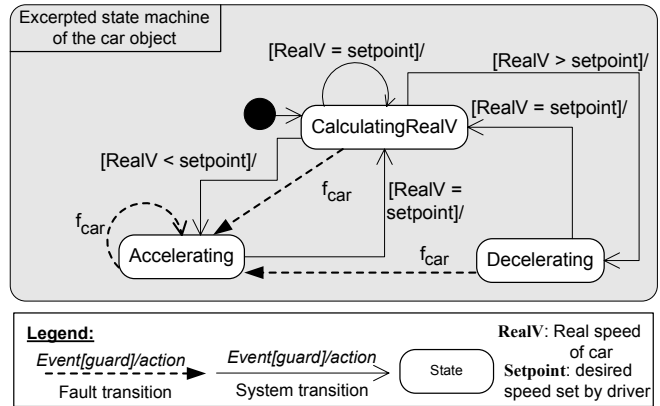 Excerpted state machine
of the car object
[RealV = setpoint]/
[RealV > setpoint]/
[RealV = setpoint]/
CalculatingRealV
[RealV < setpoint]/
fcar
[RealV =
setpoint]/
fcar
Accelerating
fcar
Decelerating
Legend:
Event[guard]/action
Fault transition
Event[guard]/action
System transition
State
RealV: Real speed
of car
Setpoint: desired
speed set by driver